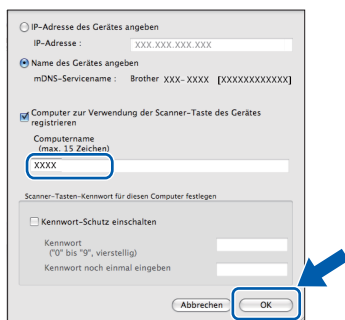 IP-Adresse des Gerätes angeben
IP-Adresse : XXX.XXX.XXX.XXX
Name des Gerätes angeben
mDNS-Servicename : Brother XXX- XXXX [XXXXXXXXXXXX]
Computer zur Verwendung der Scanner-Taste des Gerätes
registrieren
Computername
(max. 15 Zeichen)
XXXX
Scanner-Tasten-Kennwort für diesen Computer festlegen
Kennwort-Schutz einschalten
Kennwort
("0" bis "9", vierstellig)
Kennwort noch einmal eingeben
Abbrechen OK